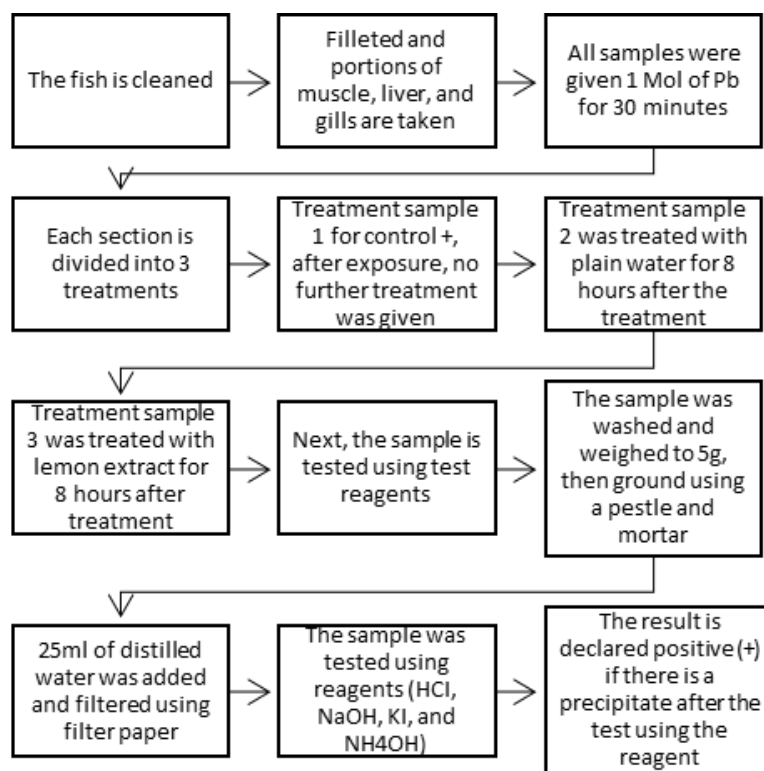 The fish is cleaned
Filleted and
portions of
muscle, liver, and
gills are taken
All samples were
given 1 Mol of Pb
for 30 minutes
Each section is
divided into 3
treatments
Treatment sample
1 for control +,
after exposure, no
further treatment
was given
Treatment sample
2 was treated with
plain water for 8
hours after the
treatment
Treatment sample
3 was treated with
lemon extract for
8 hours after
treatment
Next, the sample is
tested using test
reagents
The sample was
washed and
weighed to 5g,
then ground using
a pestle and
mortar
25ml of distilled
water was added
and filtered using
filter paper
The sample was
tested using
reagents (HCl,
NaOH, KI, and
NH4OH)
The result is
declared positive (+)
if there is a
precipitate after the
test using the
reagent